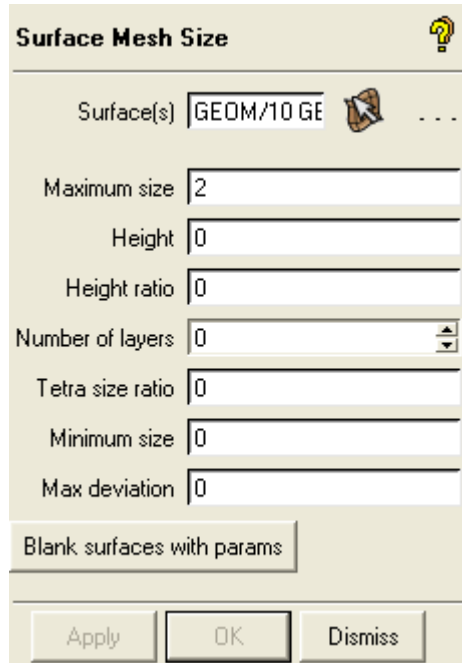 Surface Mesh Size
Surface(s) GEOM/10 GE ...
Maximum size 2
Height 0
Height ratio 0
Number of layers 0
Tetra size ratio 0
Minimum size 0
Max deviation 0
Blank surfaces with params
Apply OK Dismiss